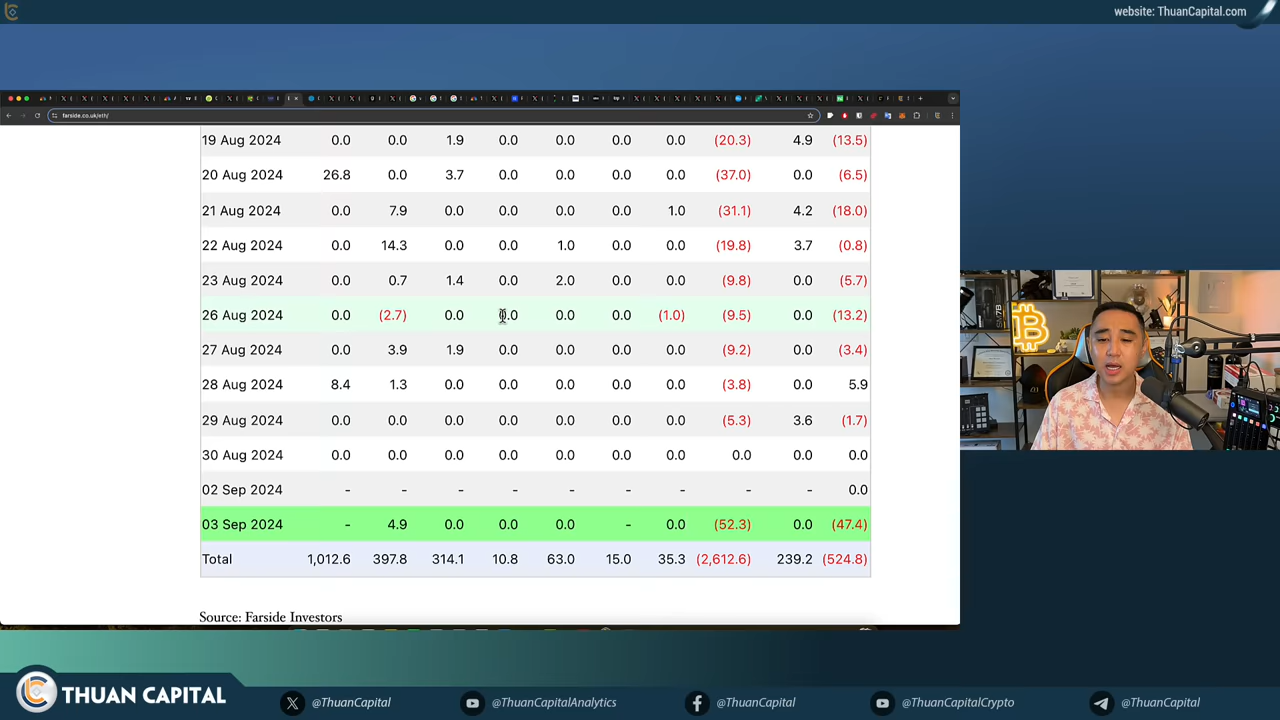 website: ThuanCapital.com
farside.co.uk/eth/
19 Aug 2024 0.0 0.0 1.9 0.0 0.0 0.0 0.0 (20.3) 4.9 (13.5)
20 Aug 2024 26.8 0.0 3.7 0.0 0.0 0.0 0.0 (37.0) 0.0 (6.5)
21 Aug 2024 0.0 7.9 0.0 0.0 0.0 0.0 1.0 (31.1) 4.2 (18.0)
22 Aug 2024 0.0 14.3 0.0 0.0 1.0 0.0 0.0 (19.8) 3.7 (0.8)
23 Aug 2024 0.0 0.7 1.4 0.0 2.0 0.0 0.0 (9.8) 0.0 (5.7)
26 Aug 2024 0.0 (2.7) 0.0 0.0 0.0 0.0 (1.0) (9.5) 0.0 (13.2)
27 Aug 2024 0.0 3.9 1.9 0.0 0.0 0.0 0.0 (9.2) 0.0 (3.4)
28 Aug 2024 8.4 1.3 0.0 0.0 0.0 0.0 0.0 (3.8) 0.0 5.9
29 Aug 2024 0.0 0.0 0.0 0.0 0.0 0.0 0.0 (5.3) 3.6 (1.7)
30 Aug 2024 0.0 0.0 0.0 0.0 0.0 0.0 0.0 0.0 0.0 0.0
02 Sep 2024 - - - - - - - - - 0.0
03 Sep 2024 - 4.9 0.0 0.0 0.0 - 0.0 (52.3) 0.0 (47.4)
Total 1,012.6 397.8 314.1 10.8 63.0 15.0 35.3 (2,612.6) 239.2 (524.8)
Source: Farside Investors
THUAN CAPITAL
@ThuanCapital
@ThuanCapitalAnalytics
@ThuanCapital
@ThuanCapitalCrypto
@ThuanCapital